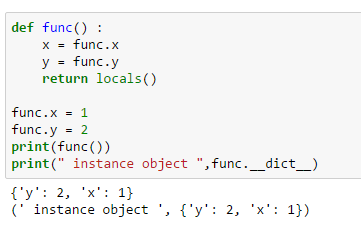 def func() :
    x = func.x
    y = func.y
    return locals()

func.x = 1
func.y = 2
print(func())
print(" instance object ",func.__dict__)
{'y': 2, 'x': 1}
(' instance object ', {'y': 2, 'x': 1})